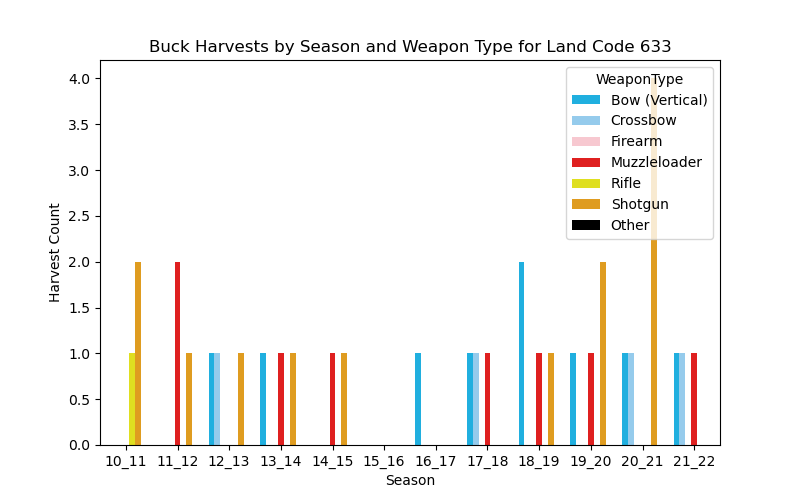 Buck Harvests by Season and Weapon Type for Land Code 633
WeaponType
Bow (Vertical)
Crossbow
Firearm
Muzzleloader
Rifle
Shotgun
Other
Harvest Count
4.0
3.5
3.0
2.5
2.0
1.5
1.0
0.5
0.0
10_11 11_12 12_13 13_14 14_15 15_16 16_17 17_18 18_19 19_20 20_21 21_22
Season